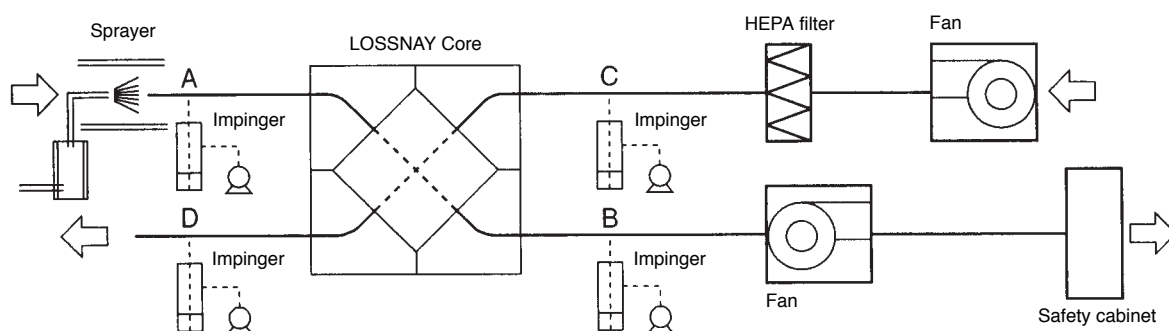 Sprayer
LOSSNAY Core
HEPA filter
Fan
A
Impinger
C
Impinger
D
Impinger
B
Impinger
Fan
Safety cabinet